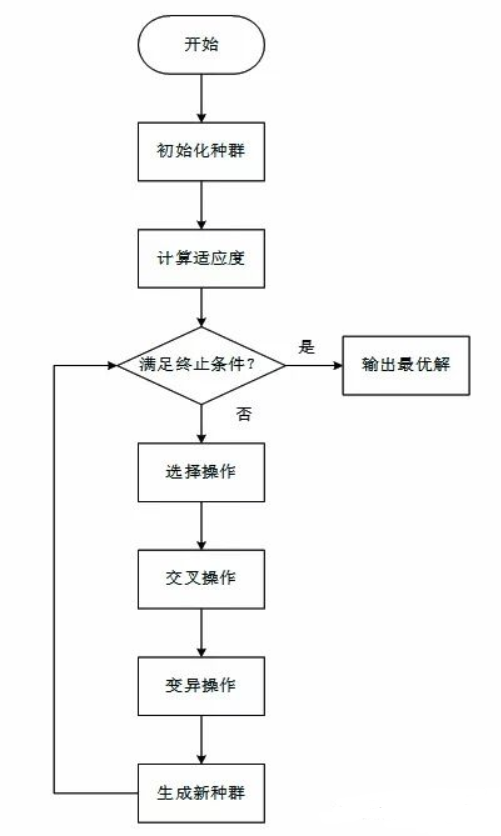 开始
初始化种群
计算适应度
满足终止条件？
是
输出最优解
否
选择操作
交叉操作
变异操作
生成新种群